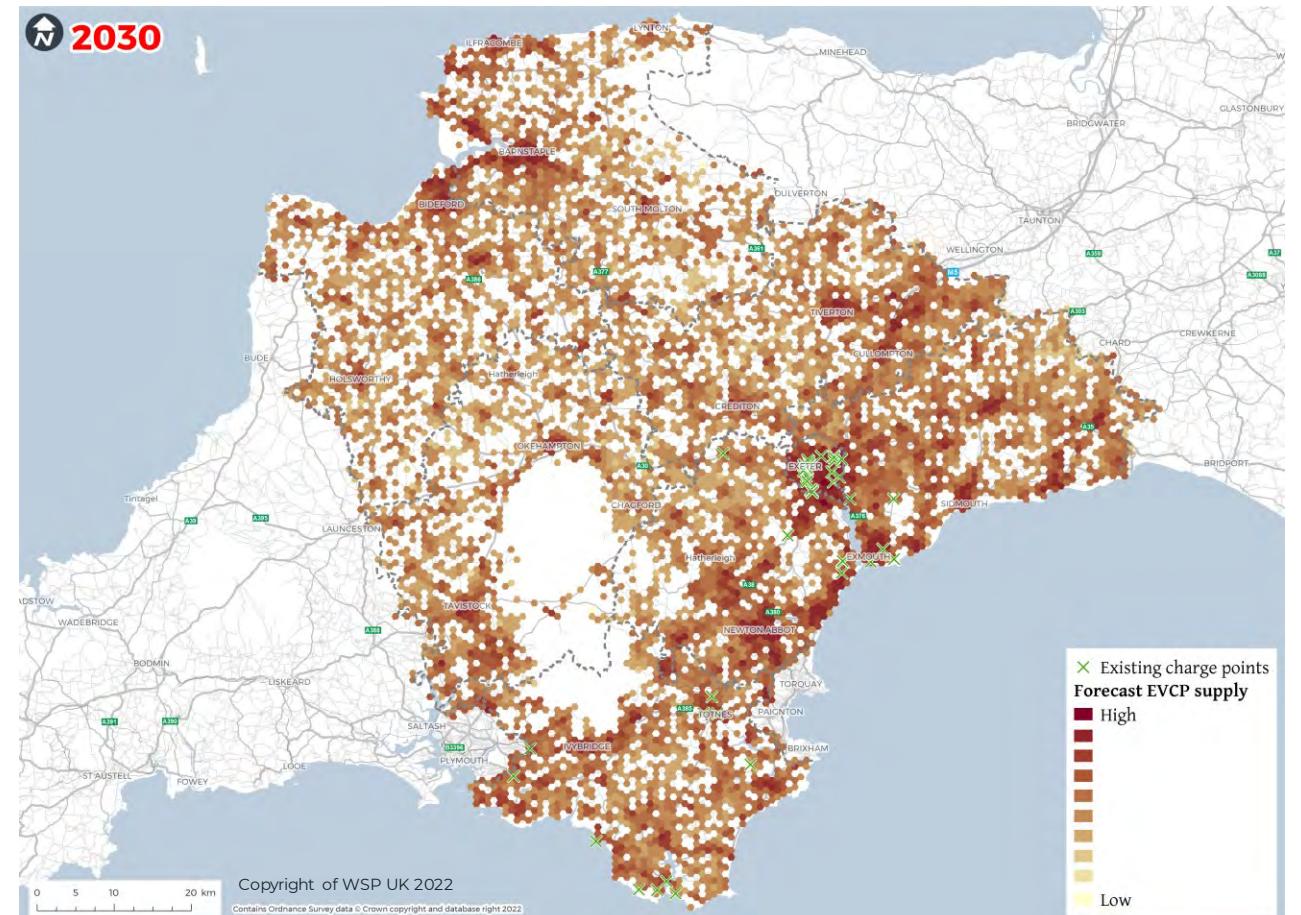 N 2030
LYNTON
ILFRACOMBE
MINEHEAD
GLASTONBURY
BRIDGWATER
BARNSTAPLE
DULVERTON
BIDEFORD
SOUTH MOLTON
TAUNTON
A361
WELLINGTON
A358
A37
M5
A377
A386
A3088
TIVERTON
A303
CREWKERNE
CHARD
CULLOMPTON
BUDE
Hatherleigh
HOLSWORTHY
CREDITON
A35
OKEHAMPTON
EXETER
A30
BRIDPORT
Tintagel
CHAGFORD
SIDMOUTH
A39
A395
A376
LAUNCESTON
Hatherleigh
EXMOUTH
A38
ADSTOW
TAVISTOCK
A380
WADEBRIDGE
A388
NEWTON ABBOT
BODMIN
LISKEARD
TORQUAY
A385
TOTNES
PAIGNTON
A391
A390
SALTASH
IVYBRIDGE
BRIXHAM
PLYMOUTH
LOOE
ST AUSTELL
FOWEY
Existing charge points
Forecast EVCP supply
High
Low
0 5 10 20 km
Copyright of WSP UK 2022
Contains Ordnance Survey data © Crown copyright and database right 2022